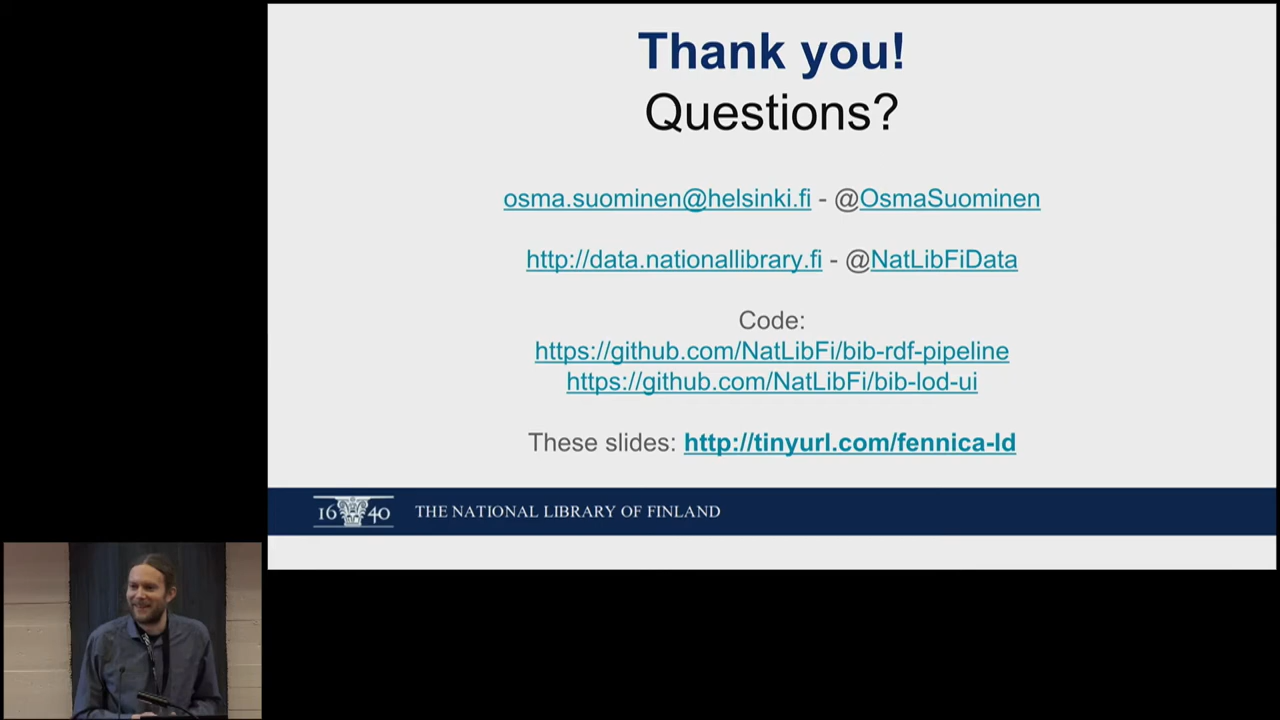 Thank you!
Questions?
osma.suominen@helsinki.fi - @OsmaSuominen
http://data.nationallibrary.fi - @NatLibFiData
Code:
https://github.com/NatLibFi/bib-rdf-pipeline
https://github.com/NatLibFi/bib-lod-ui
These slides: http://tinyurl.com/fennica-ld
1640 THE NATIONAL LIBRARY OF FINLAND